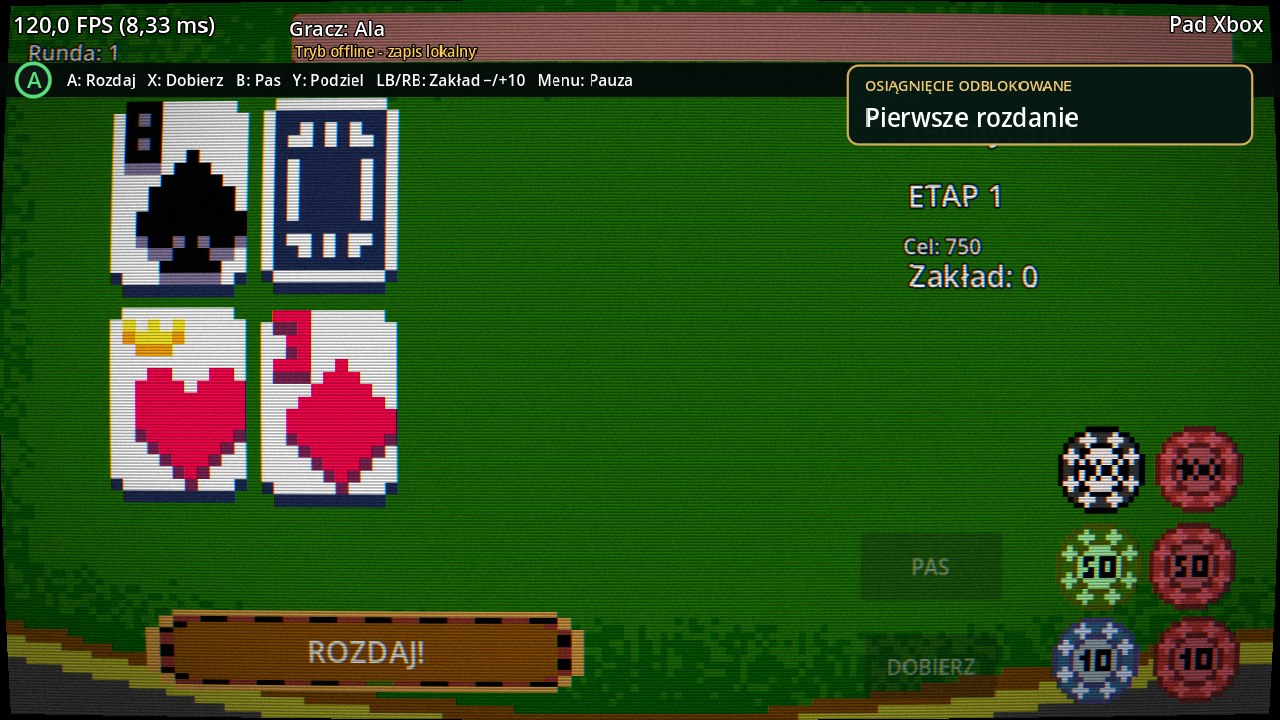 120,0 FPS (8,33 ms)
Gracz: Ala
Pad Xbox
Runda: 1
Tryb offline - zapis lokalny
A
A: Rozdaj X: Dobierz B: Pas Y: Podziel LB/RB: Zakład −/+10 Menu: Pauza
OSIĄGNIĘCIE ODBLOKOWANE
Pierwsze rozdanie
8
ETAP 1
Cel: 750
Zakład: 0
3
50
50
PAS
ROZDAJ!
DOBIERZ
10
10